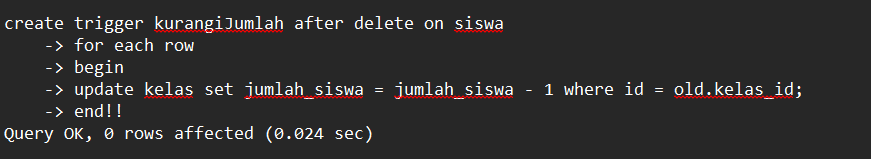 create trigger kurangiJumlah after delete on siswa
-> for each row
-> begin
-> update kelas set jumlah_siswa = jumlah_siswa - 1 where id = old.kelas_id;
-> end!!
Query OK, 0 rows affected (0.024 sec)